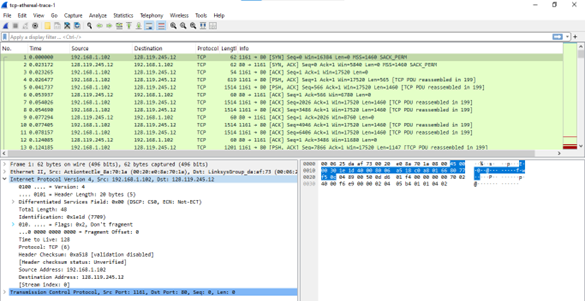 tcp-ethereal-trace-1
File Edit View Go Capture Analyze Statistics Telephony Wireless Tools Help
Apply a display filter ... <Ctrl-/>
No. Time Source Destination Protocol Lengtl Info
1 0.000000 192.168.1.102 128.119.245.12 TCP 62 1161 → 80 [SYN] Seq=0 Win=16384 Len=0 MSS=1460 SACK_PERM
2 0.023172 128.119.245.12 192.168.1.102 TCP 62 80 → 1161 [SYN, ACK] Seq=0 Ack=1 Win=5840 Len=0 MSS=1460 SACK_PERM
3 0.023265 192.168.1.102 128.119.245.12 TCP 54 1161 → 80 [ACK] Seq=1 Ack=1 Win=17520 Len=0
4 0.026477 192.168.1.102 128.119.245.12 TCP 619 1161 → 80 [PSH, ACK] Seq=1 Ack=1 Win=17520 Len=565 [TCP PDU reassembled in 199]
5 0.041737 192.168.1.102 128.119.245.12 TCP 1514 1161 → 80 [PSH, ACK] Seq=566 Ack=1 Win=17520 Len=1460 [TCP PDU reassembled in 199]
6 0.053937 128.119.245.12 192.168.1.102 TCP 60 80 → 1161 [ACK] Seq=1 Ack=566 Win=6780 Len=0
7 0.054026 192.168.1.102 128.119.245.12 TCP 1514 1161 → 80 [ACK] Seq=2026 Ack=1 Win=17520 Len=1460 [TCP PDU reassembled in 199]
8 0.054690 192.168.1.102 128.119.245.12 TCP 1514 1161 → 80 [ACK] Seq=3486 Ack=1 Win=17520 Len=1460 [TCP PDU reassembled in 199]
9 0.077294 128.119.245.12 192.168.1.102 TCP 60 80 → 1161 [ACK] Seq=1 Ack=2026 Win=8760 Len=0
10 0.077405 192.168.1.102 128.119.245.12 TCP 1514 1161 → 80 [ACK] Seq=4946 Ack=1 Win=17520 Len=1460 [TCP PDU reassembled in 199]
11 0.078157 192.168.1.102 128.119.245.12 TCP 1514 1161 → 80 [ACK] Seq=6406 Ack=1 Win=17520 Len=1460 [TCP PDU reassembled in 199]
12 0.124085 128.119.245.12 192.168.1.102 TCP 60 80 → 1161 [ACK] Seq=1 Ack=3486 Win=11680 Len=0
13 0.124185 192.168.1.102 128.119.245.12 TCP 1201 1161 → 80 [PSH, ACK] Seq=7866 Ack=1 Win=17520 Len=1147 [TCP PDU reassembled in 199]
Frame 1: 62 bytes on wire (496 bits), 62 bytes captured (496 bits)
Ethernet II, Src: Actiontecfe_8a:70:1a (00:20:e0:8a:70:1a), Dst: LinksysGroup_da:af:73 (00:06:2
Internet Protocol Version 4, Src: 192.168.1.102, Dst: 128.119.245.12
0100 .... = Version: 4
.... 0101 = Header Length: 20 bytes (5)
Differentiated Services Field: 0x00 (DSCP: CS0, ECN: Not-ECT)
Total Length: 48
Identification: 0x1e1d (7709)
010. .... = Flags: 0x2, Don't fragment
...0 0000 0000 0000 = Fragment Offset: 0
Time to Live: 128
Protocol: TCP (6)
Header Checksum: 0xa518 [validation disabled]
[Header checksum status: Unverified]
Source Address: 192.168.1.102
Destination Address: 128.119.245.12
[Stream index: 0]
Transmission Control Protocol, Src Port: 1161, Dst Port: 80, Seq: 0, Len: 0
0000 00 06 25 da af 73 00 20 e0 8a 70 1a 08 00 45 00
0010 00 30 1e 1d 40 00 80 06 a5 18 c0 a8 01 66 80 77
0020 f5 0c 04 89 00 50 0d d6 01 f4 00 00 00 00 70 02
0030 40 00 f6 e9 00 00 02 04 05 b4 01 01 04 02